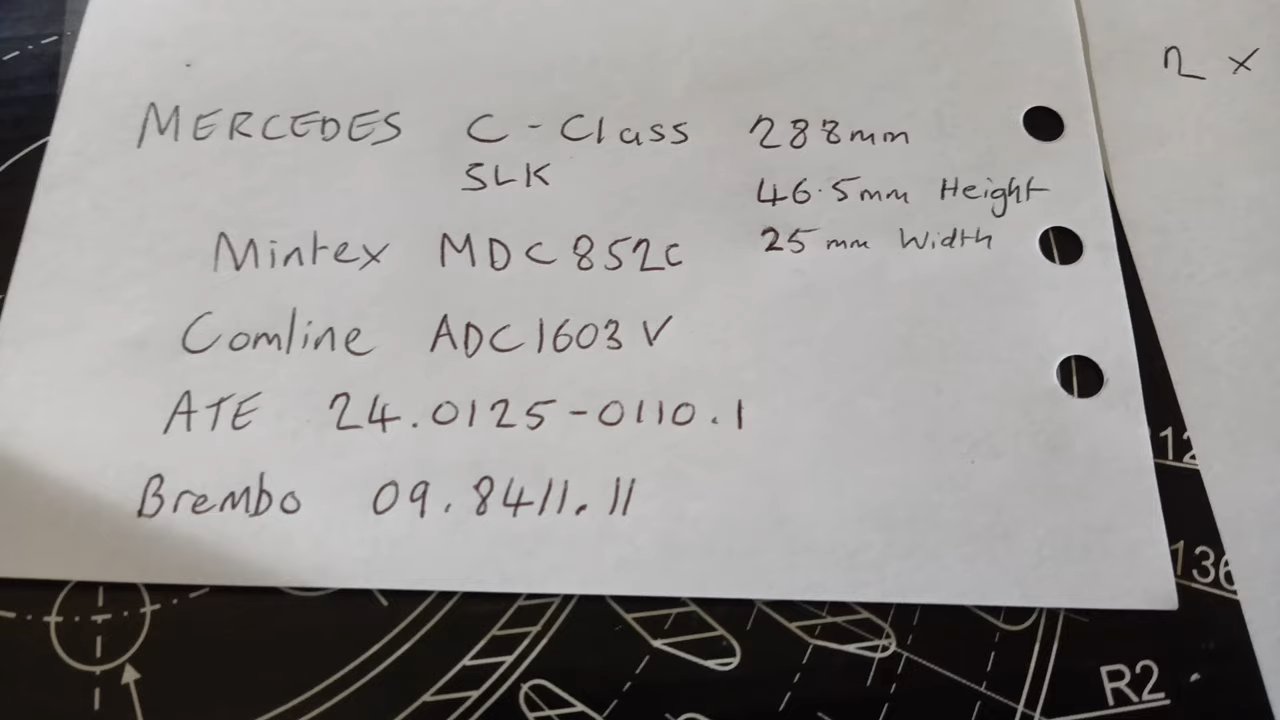 MERCEDES C-Class 288mm
SLK
46.5mm Height
25mm Width
Mintex MDC852C
Comline ADC1603V
ATE 24.0125-0110.1
Brembo 09.8411.11
2 x
12
136
R2